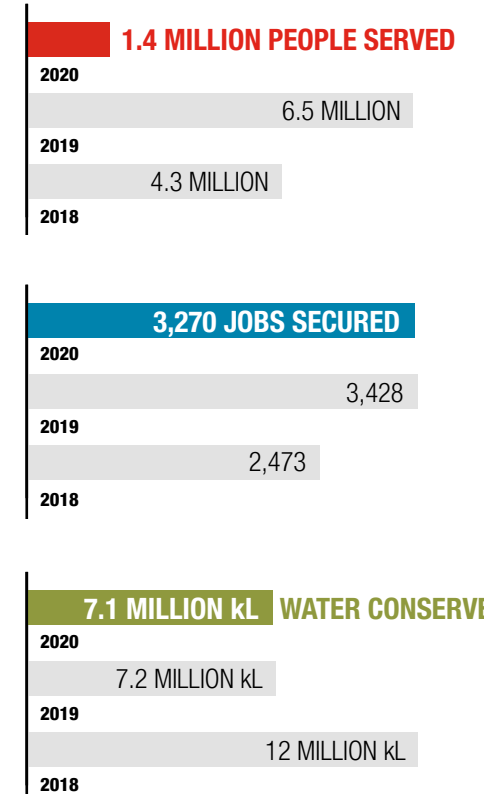 1.4 MILLION PEOPLE SERVED
2020
6.5 MILLION
2019
4.3 MILLION
2018
3,270 JOBS SECURED
2020
3,428
2019
2,473
2018
7.1 MILLION kL WATER CONSERVE
2020
7.2 MILLION kL
2019
12 MILLION kL
2018